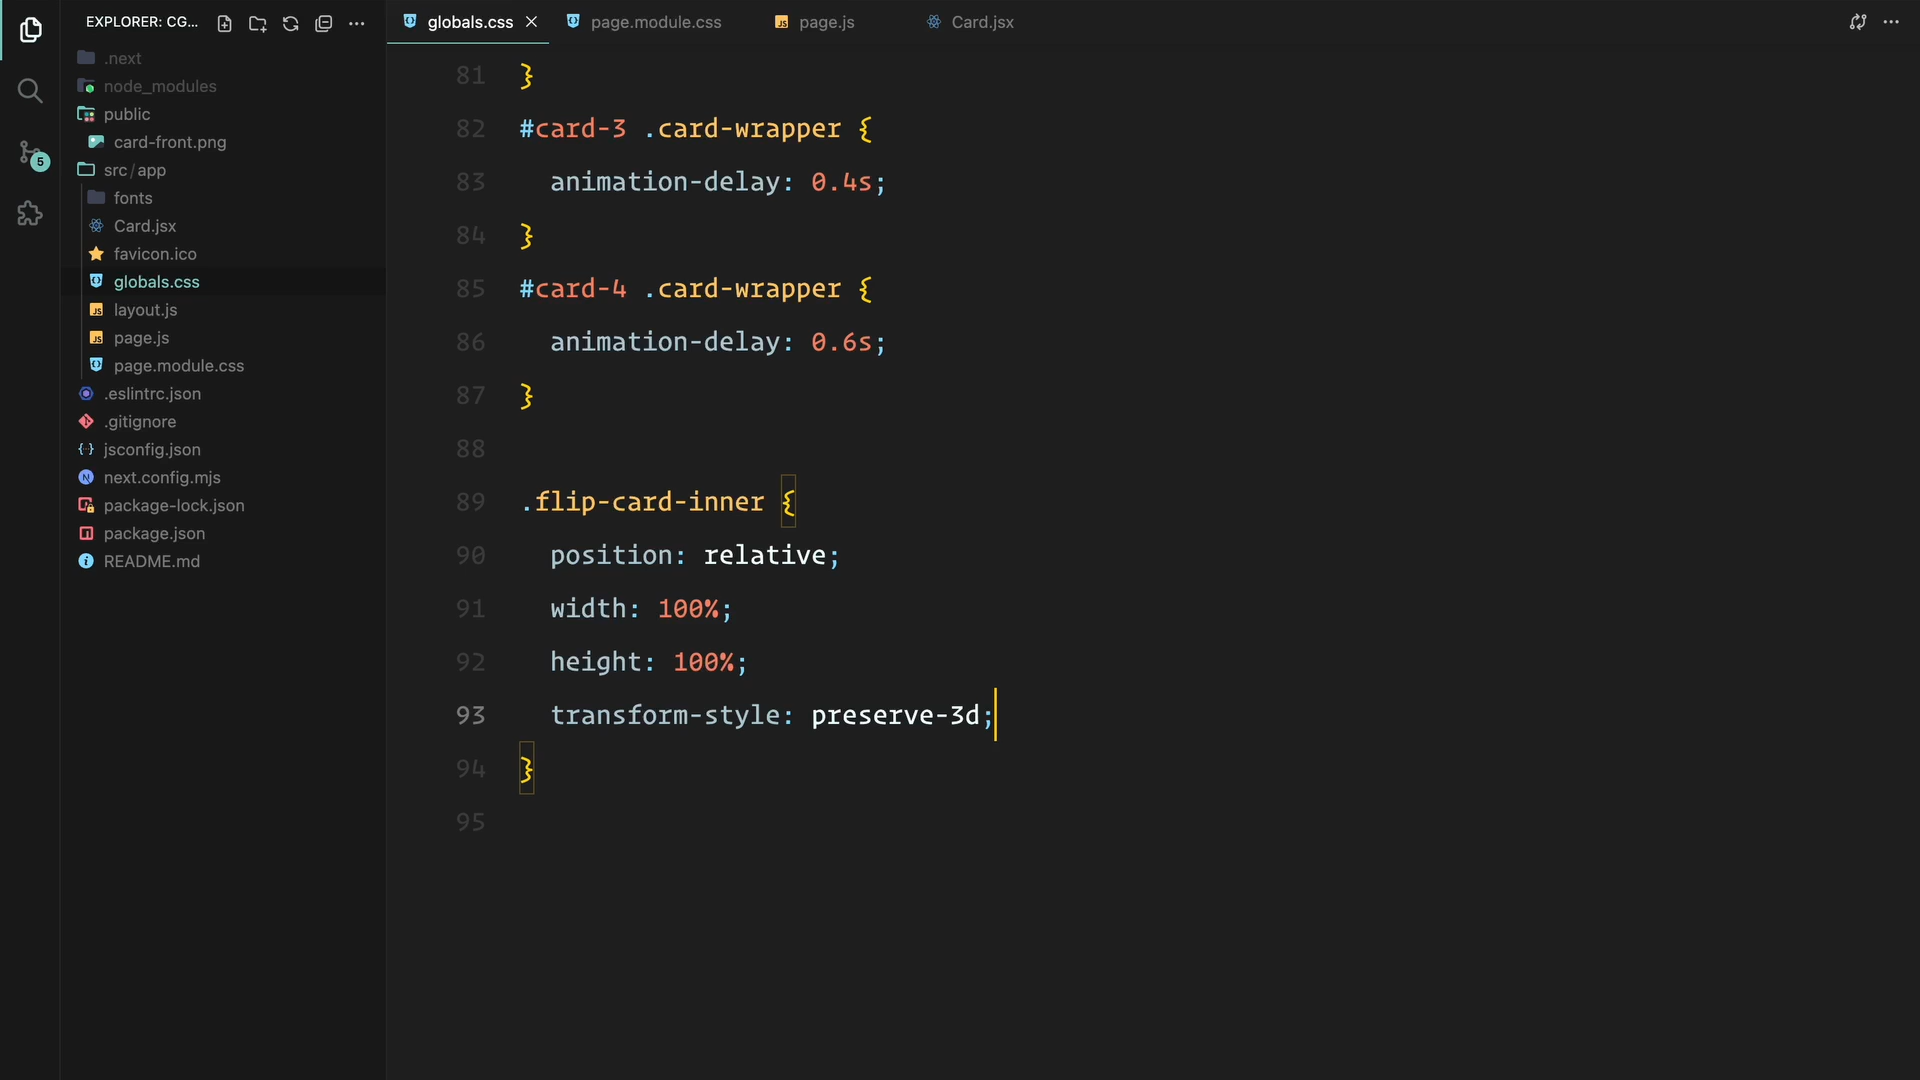 EXPLORER: CG...
.next
node_modules
public
card-front.png
src/app
fonts
Card.jsx
favicon.ico
globals.css
layout.js
page.js
page.module.css
.eslintrc.json
.gitignore
jsconfig.json
next.config.mjs
package-lock.json
package.json
README.md
5
globals.css
page.module.css
page.js
Card.jsx
81 }
82 #card-3 .card-wrapper {
83 animation-delay: 0.4s;
84 }
85 #card-4 .card-wrapper {
86 animation-delay: 0.6s;
87 }
88
89 .flip-card-inner {
90 position: relative;
91 width: 100%;
92 height: 100%;
93 transform-style: preserve-3d;
94 }
95